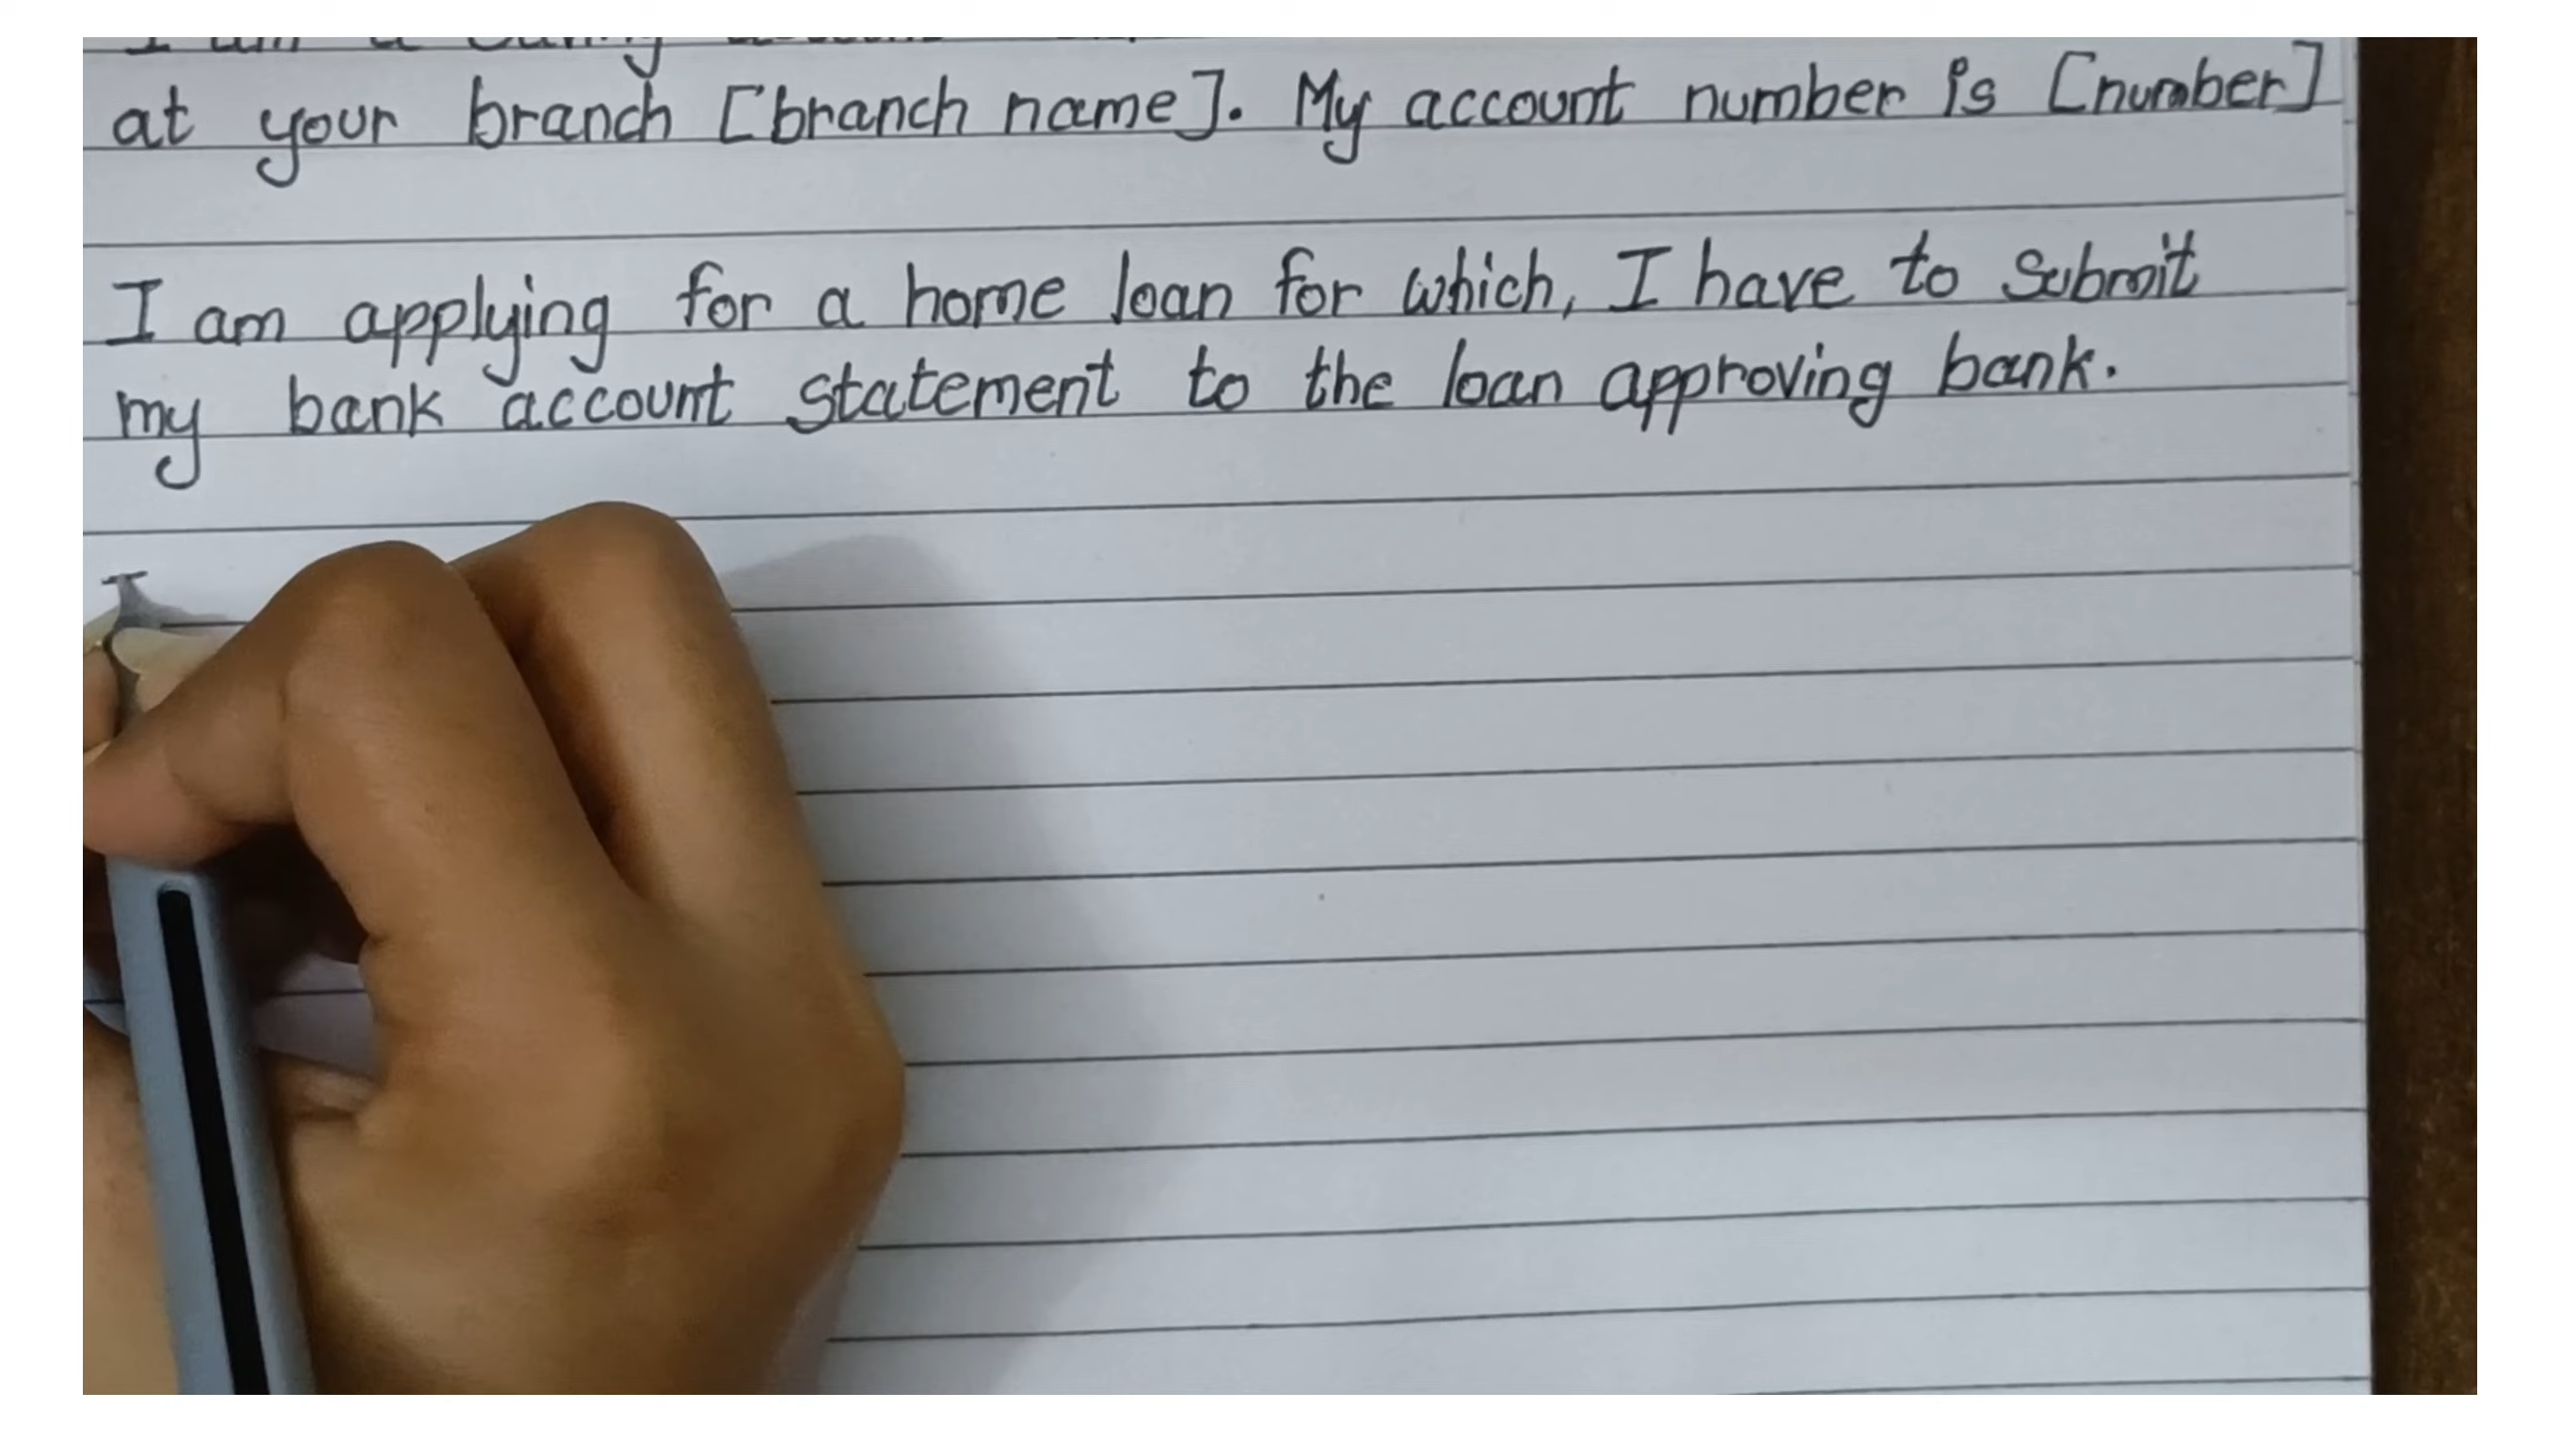 I am a
at your branch [branch name]. My account number is [number]
I am applying for a home loan for which, I have to submit
my bank account statement to the loan approving bank.
I